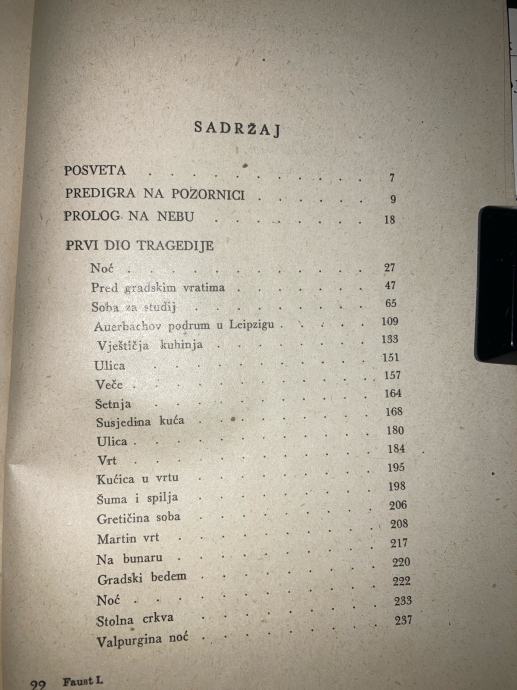 SADRŽAJ
POSVETA . . . . . . . . . . . 7
PREDIGRA NA POZORNICI . . . . . . 9
PROLOG NA NEBU . . . . . . . . 18
PRVI DIO TRAGEDIJE
Noć . . . . . . . . . . . 27
Pred gradskim vratima . . . . . . 47
Soba za studij . . . . . . . . 65
Auerbachov podrum u Leipzigu . . . . 109
Vještičja kuhinja . . . . . . . 133
Ulica . . . . . . . . . . 151
Veče . . . . . . . . . . 157
Šetnja . . . . . . . . . . 164
Susjedina kuća . . . . . . . . 168
Ulica . . . . . . . . . . 180
Vrt . . . . . . . . . . 184
Kućica u vrtu . . . . . . . . 195
Šuma i spilja . . . . . . . . 198
Gretičina soba . . . . . . . . 206
Martin vrt . . . . . . . . 208
Na bunaru . . . . . . . . 217
Gradski bedem . . . . . . . 220
Noć . . . . . . . . . . 222
Stolna crkva . . . . . . . . 233
Valpurgina noć . . . . . . . 237
Faust I.